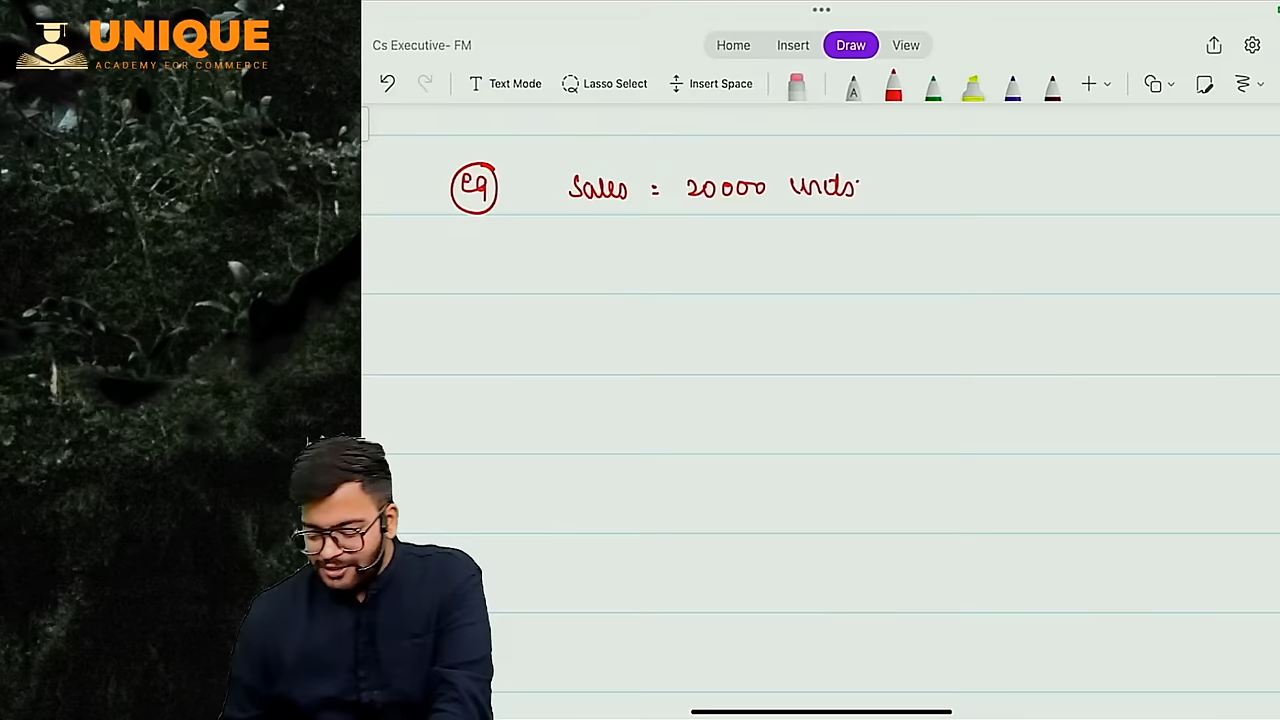 UNIQUE
ACADEMY FOR COMMERCE
Cs Executive- FM
Home Insert Draw View
Text Mode Lasso Select Insert Space A
eg Sales = 20000 Units